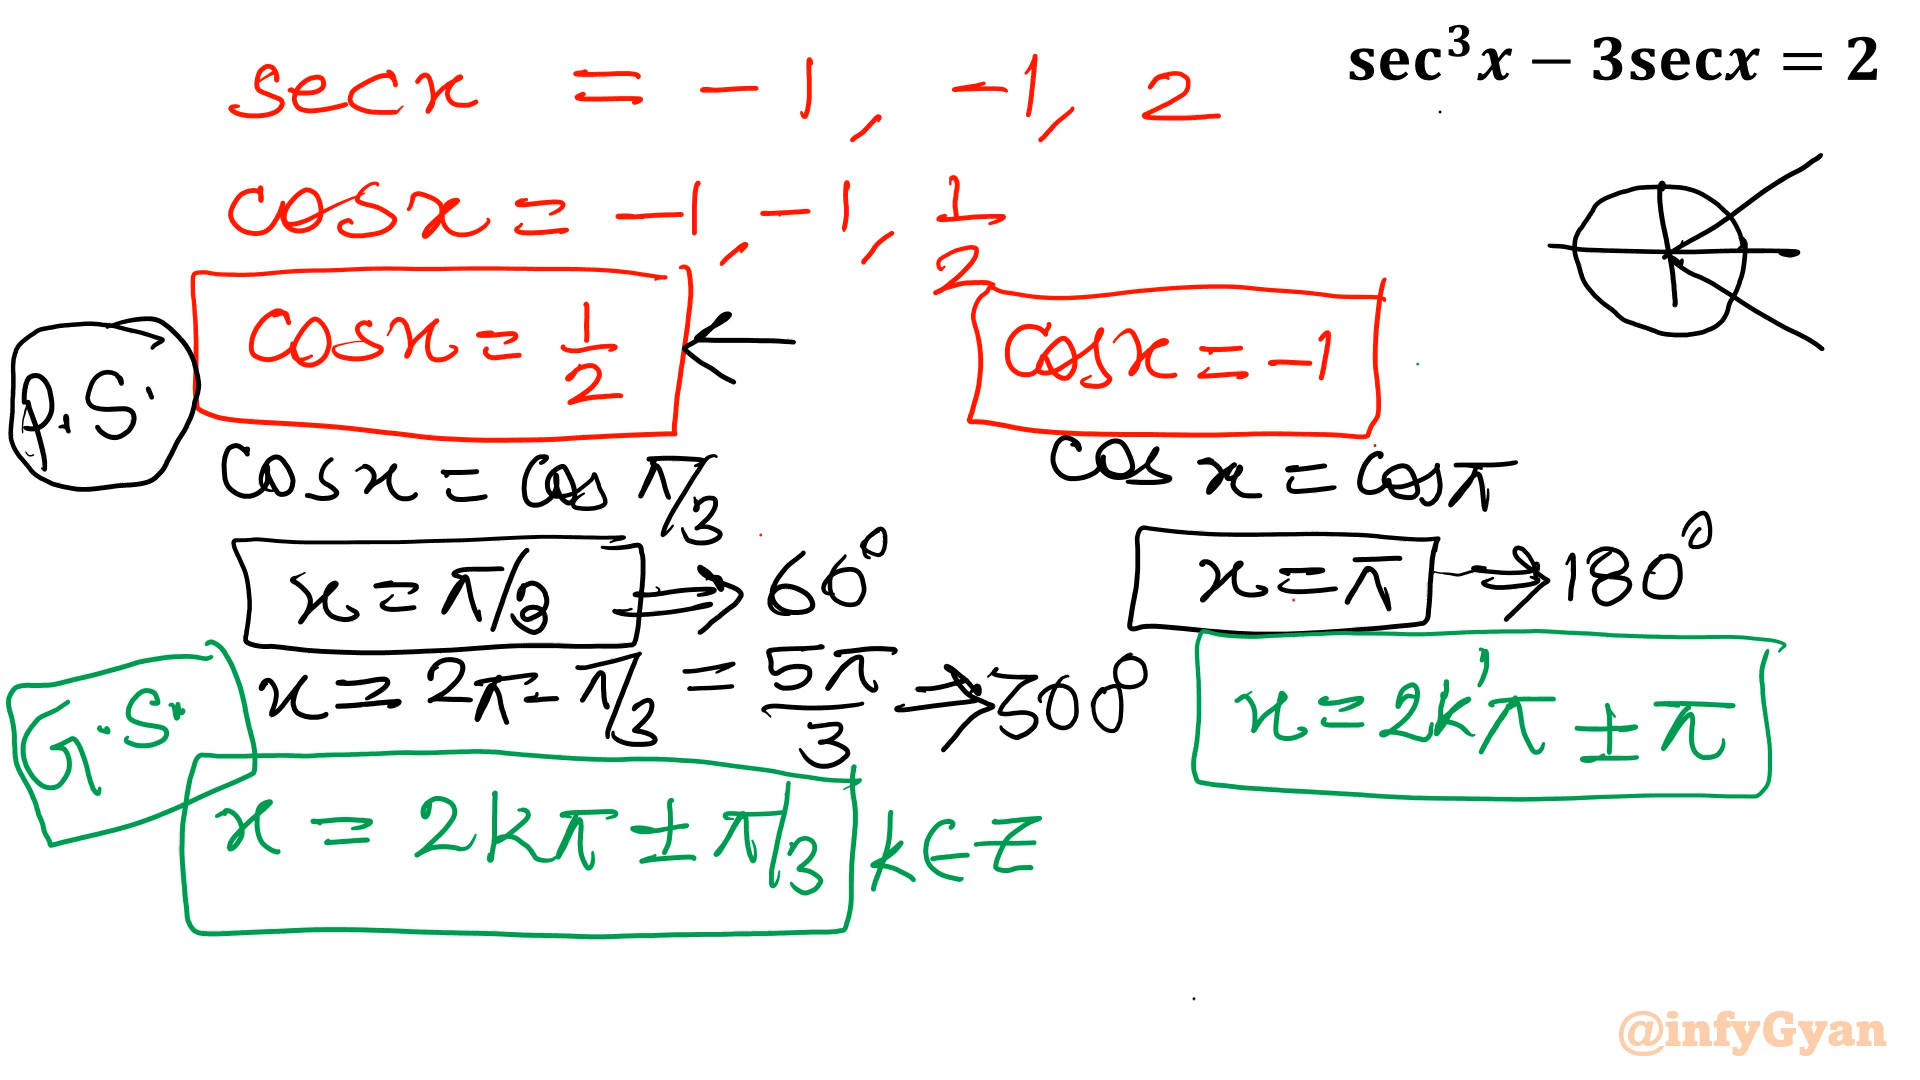 sec³x − 3secx = 2
secx = −1, −1, 2
cosx = −1, −1, 1/2
P.S.
cosx = 1/2
cosx = −1
cosx = cos π/3
cos x = cosπ
x = π/3 ⇒ 60°
x = π ⇒ 180°
x = 2π − π/3 = 5π/3 ⇒ 300°
G.S.
x = 2k'π ± π
x = 2kπ ± π/3 k∈Z
@infyGyan